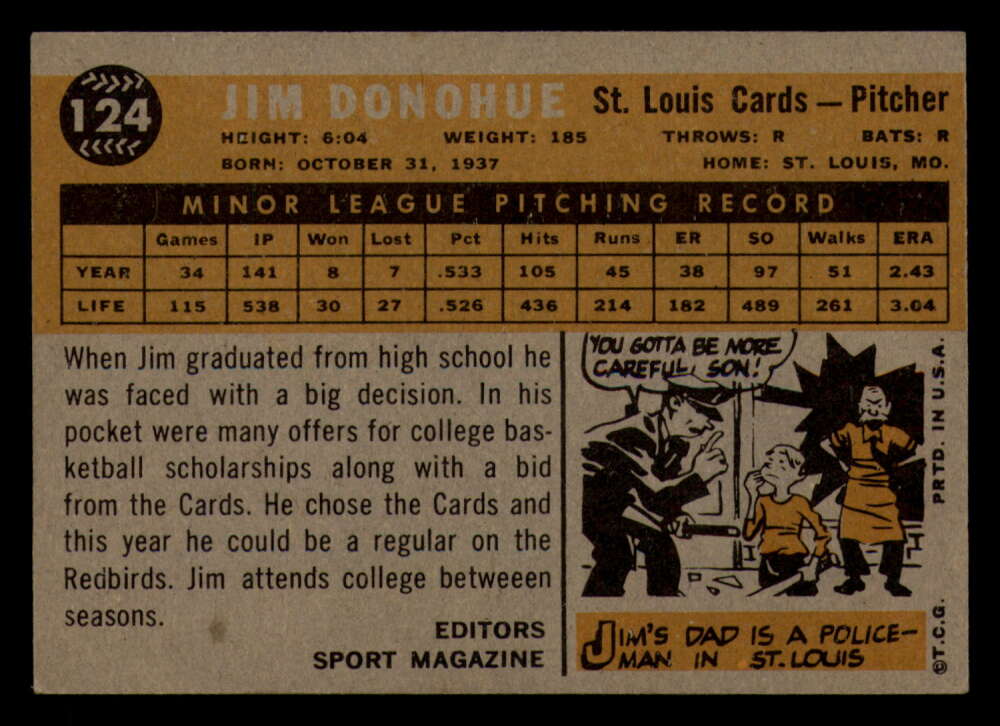 124
JIM DONOHUE St. Louis Cards — Pitcher
HEIGHT: 6:04 WEIGHT: 185 THROWS: R BATS: R
BORN: OCTOBER 31, 1937 HOME: ST. LOUIS, MO.
MINOR LEAGUE PITCHING RECORD
Games IP Won Lost Pct Hits Runs ER SO Walks ERA
YEAR 34 141 8 7 .533 105 45 38 97 51 2.43
LIFE 115 538 30 27 .526 436 214 182 489 261 3.04
When Jim graduated from high school he
was faced with a big decision. In his
pocket were many offers for college bas-
ketball scholarships along with a bid
from the Cards. He chose the Cards and
this year he could be a regular on the
Redbirds. Jim attends college betweeen
seasons.
EDITORS
SPORT MAGAZINE
YOU GOTTA BE MORE
CAREFUL, SON!
JIM'S DAD IS A POLICE-
MAN IN ST. LOUIS
©T.C.G. PRTD. IN U.S.A.